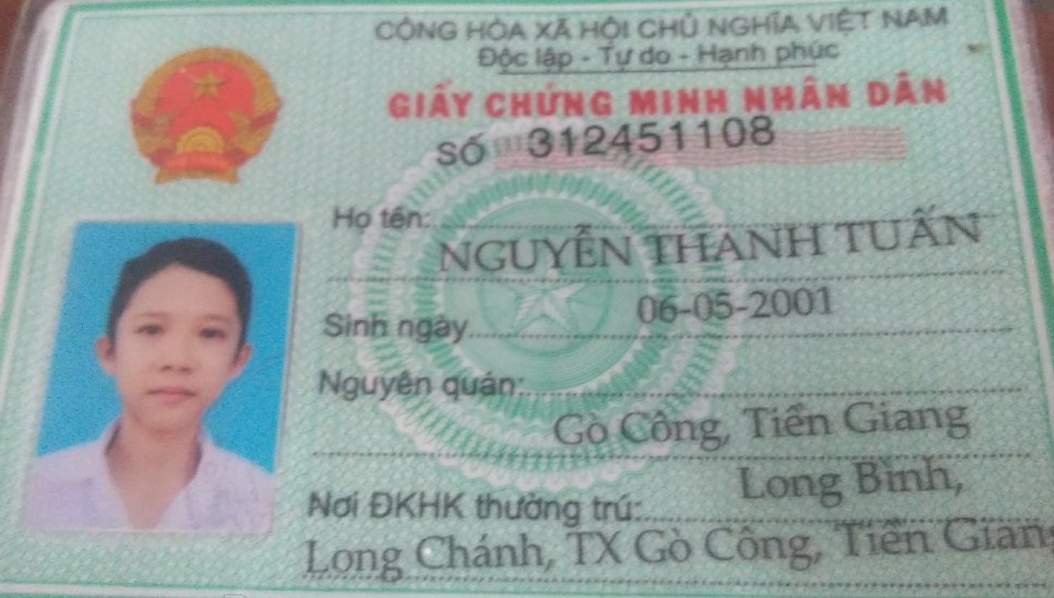 CỘNG HÒA XÃ HỘI CHỦ NGHĨA VIỆT NAM
Độc lập - Tự do - Hạnh phúc
GIẤY CHỨNG MINH NHÂN DÂN
SỐ 312451108
Họ tên:
NGUYỄN THANH TUẤN
Sinh ngày 06-05-2001
Nguyên quán:
Gò Công, Tiền Giang
Nơi ĐKHK thường trú: Long Bình,
Long Chánh, TX Gò Công, Tiền Giang